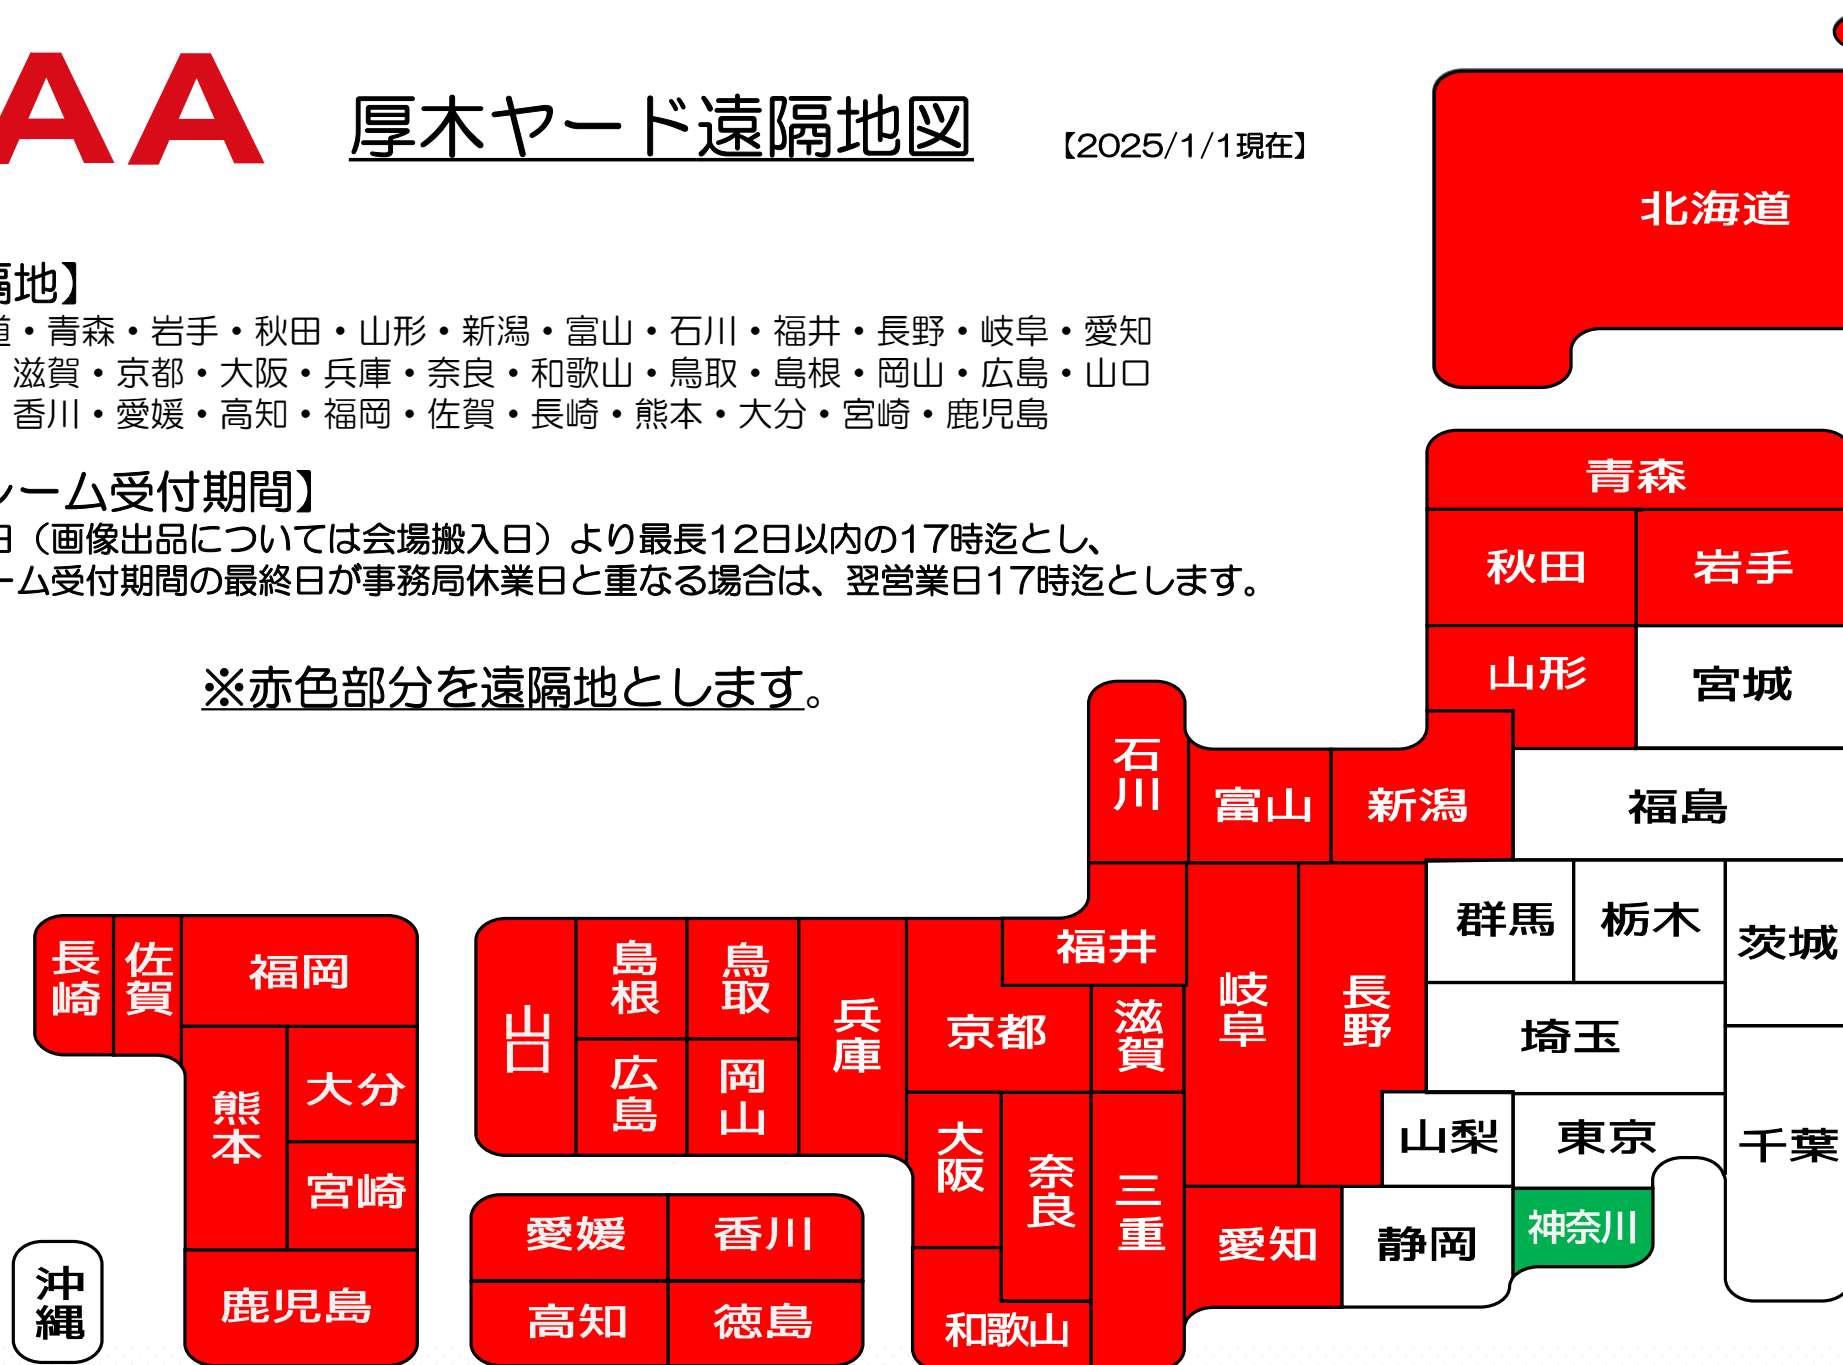 AA
厚木ヤード遠隔地図
【2025/1/1現在】
地】
・青森・岩手・秋田・山形・新潟・富山・石川・福井・長野・岐阜・愛知
滋賀・京都・大阪・兵庫・奈良・和歌山・鳥取・島根・岡山・広島・山口
香川・愛媛・高知・福岡・佐賀・長崎・熊本・大分・宮崎・鹿児島
ーム受付期間】
日（画像出品については会場搬入日）より最長12日以内の17時迄とし、
ーム受付期間の最終日が事務局休業日と重なる場合は、翌営業日17時迄とします。
※赤色部分を遠隔地とします。
北海道
青森
秋田
岩手
山形
宮城
石川
富山
新潟
福島
福井
岐阜
長野
群馬
栃木
茨城
埼玉
山梨
東京
千葉
神奈川
静岡
愛知
三重
滋賀
京都
大阪
奈良
和歌山
兵庫
鳥取
島根
岡山
広島
山口
愛媛
香川
高知
徳島
長崎
佐賀
福岡
熊本
大分
宮崎
鹿児島
沖縄